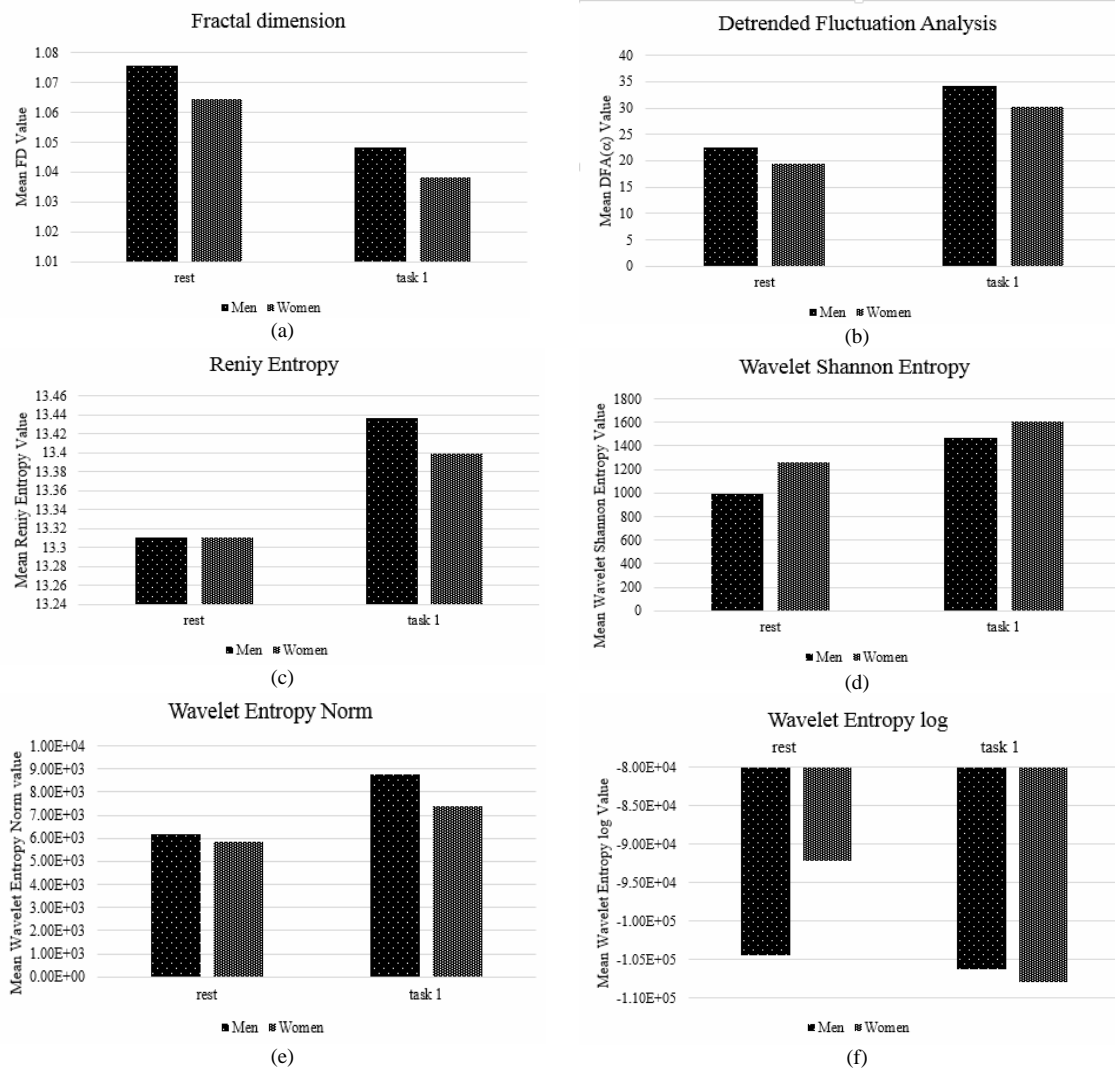 Fractal dimension
Mean FD Value
1.08
1.07
1.06
1.05
1.04
1.03
1.02
1.01
rest
task 1
Men
Women
(a)
Detrended Fluctuation Analysis
Mean DFA(α) Value
40
35
30
25
20
15
10
5
0
rest
task 1
Men
Women
(b)
Reniy Entropy
Mean Reniy Entropy Value
13.46
13.44
13.42
13.4
13.38
13.36
13.34
13.32
13.3
13.28
13.26
13.24
rest
task 1
Men
Women
(c)
Wavelet Shannon Entropy
Mean Wavelet Shannon Entropy Value
1800
1600
1400
1200
1000
800
600
400
200
0
rest
task 1
Men
Women
(d)
Wavelet Entropy Norm
Mean Wavelet Entropy Norm value
1.00E+04
9.00E+03
8.00E+03
7.00E+03
6.00E+03
5.00E+03
4.00E+03
3.00E+03
2.00E+03
1.00E+03
0.00E+00
rest
task 1
Men
Women
(e)
Wavelet Entropy log
rest
task 1
Mean Wavelet Entropy log Value
-8.00E+04
-8.50E+04
-9.00E+04
-9.50E+04
-1.00E+05
-1.05E+05
-1.10E+05
Men
Women
(f)